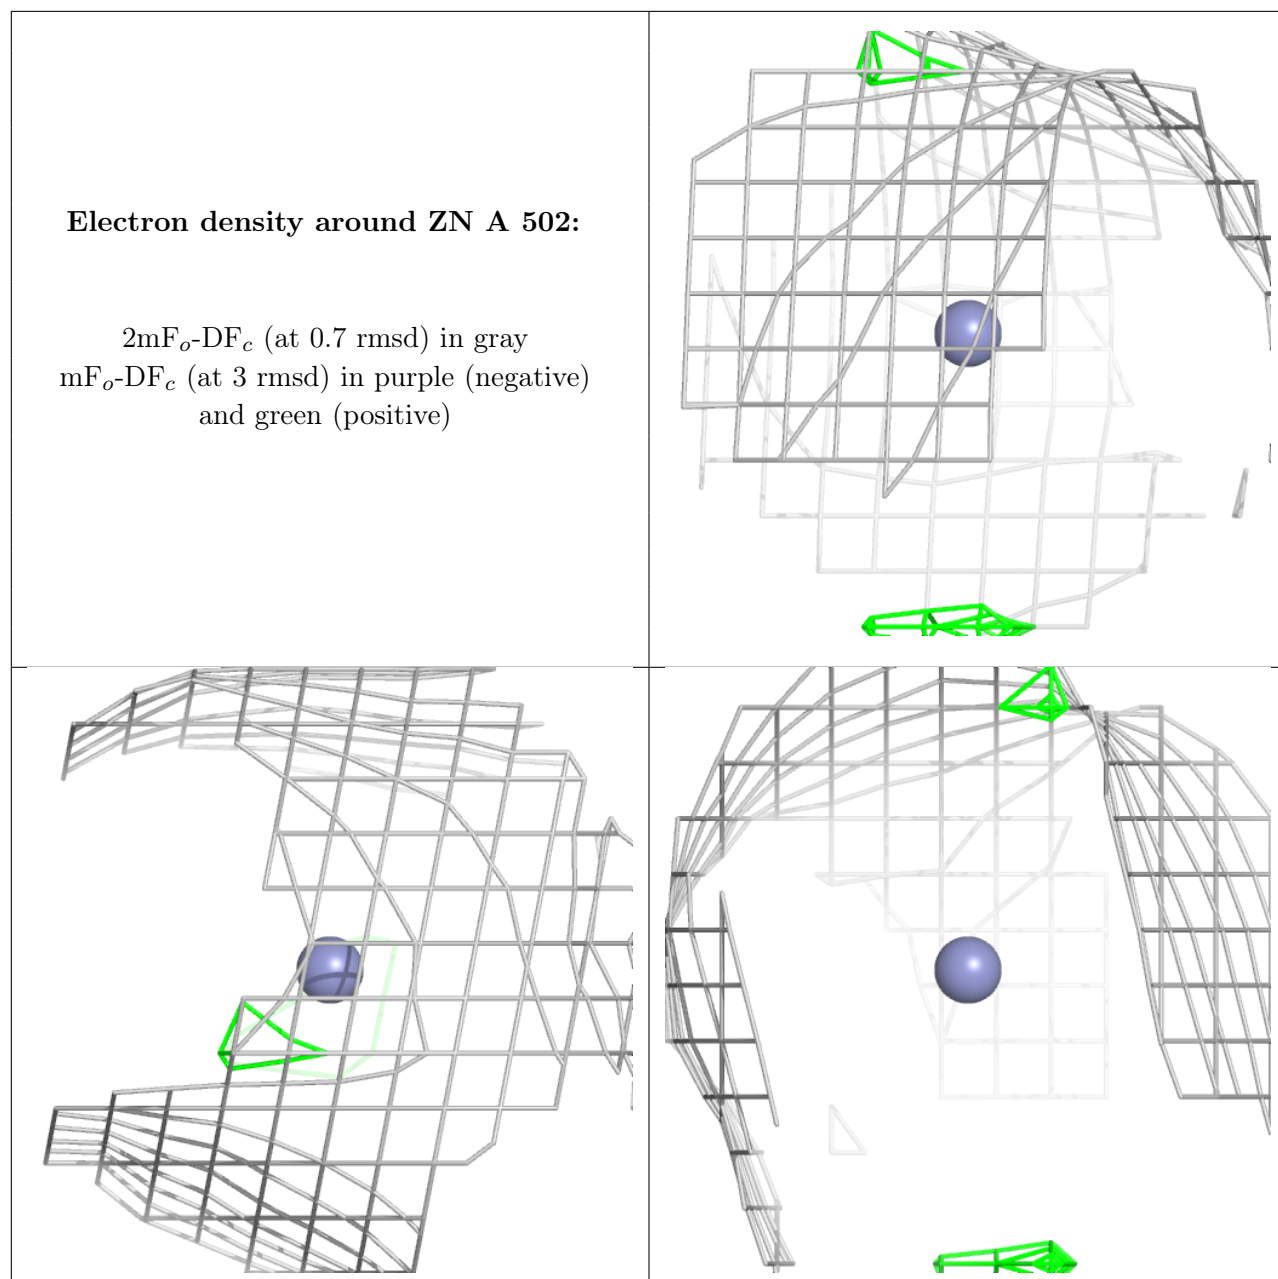 Electron density around ZN A 502:
2mFo-DFc (at 0.7 rmsd) in gray
mFo-DFc (at 3 rmsd) in purple (negative)
and green (positive)